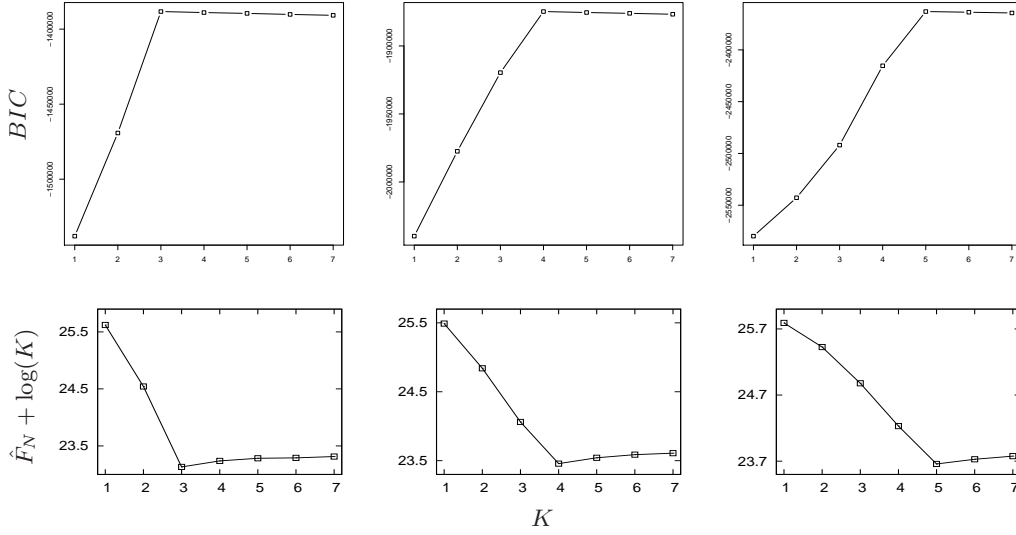 BIC
-1400000
-1450000
-1500000
1 2 3 4 5 6 7
-1900000
-1950000
-2000000
1 2 3 4 5 6 7
-2400000
-2450000
-2500000
-2550000
1 2 3 4 5 6 7
F̂_N + log(K)
25.5
24.5
23.5
1 2 3 4 5 6 7
25.5
24.5
23.5
1 2 3 4 5 6 7
25.7
24.7
23.7
1 2 3 4 5 6 7
K